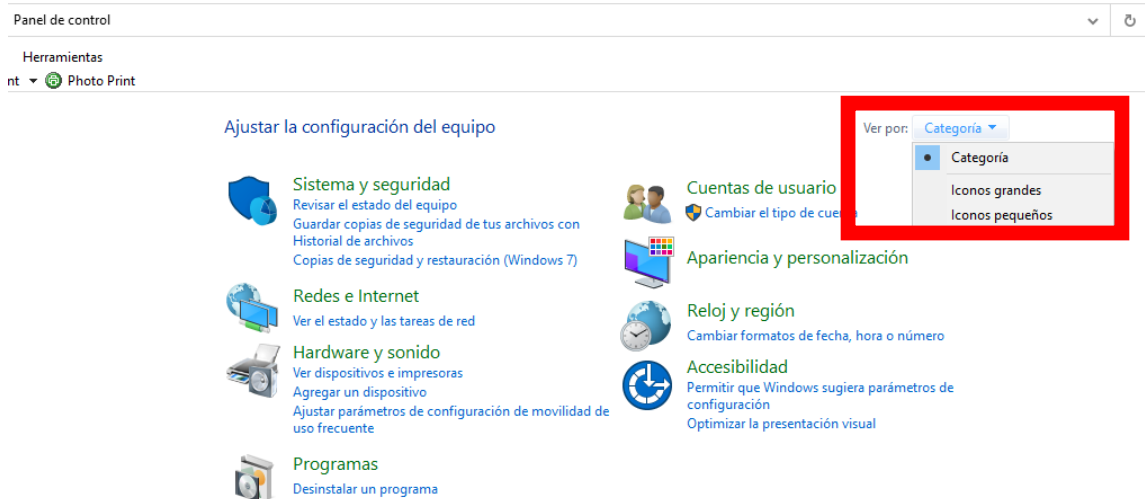 Panel de control
Herramientas
nt Photo Print
Ajustar la configuración del equipo
Ver por: Categoría
Categoría
Iconos grandes
Iconos pequeños
Sistema y seguridad
Revisar el estado del equipo
Guardar copias de seguridad de tus archivos con
Historial de archivos
Copias de seguridad y restauración (Windows 7)
Redes e Internet
Ver el estado y las tareas de red
Hardware y sonido
Ver dispositivos e impresoras
Agregar un dispositivo
Ajustar parámetros de configuración de movilidad de
uso frecuente
Programas
Desinstalar un programa
Cuentas de usuario
Cambiar el tipo de cuen
Apariencia y personalización
Reloj y región
Cambiar formatos de fecha, hora o número
Accesibilidad
Permitir que Windows sugiera parámetros de
configuración
Optimizar la presentación visual